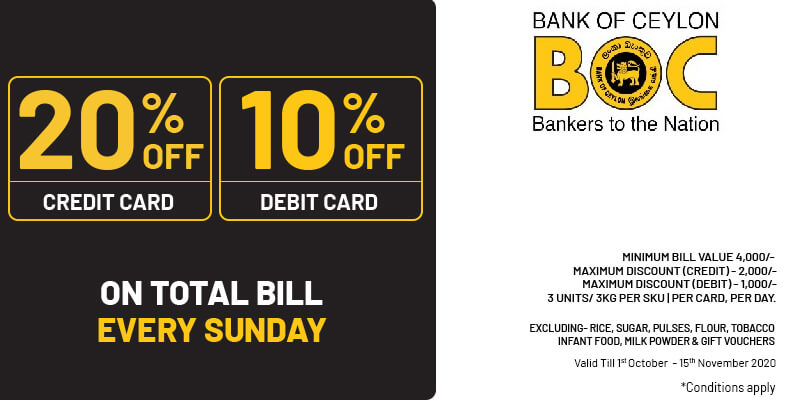 20% OFF
CREDIT CARD
10% OFF
DEBIT CARD
ON TOTAL BILL
EVERY SUNDAY
BANK OF CEYLON
BOC
BANK OF CEYLON
Bankers to the Nation
MINIMUM BILL VALUE 4,000/-
MAXIMUM DISCOUNT (CREDIT) - 2,000/-
MAXIMUM DISCOUNT (DEBIT) - 1,000/-
3 UNITS/ 3KG PER SKU | PER CARD, PER DAY.
EXCLUDING- RICE, SUGAR, PULSES, FLOUR, TOBACCO
INFANT FOOD, MILK POWDER & GIFT VOUCHERS
Valid Till 1st October - 15th November 2020
*Conditions apply